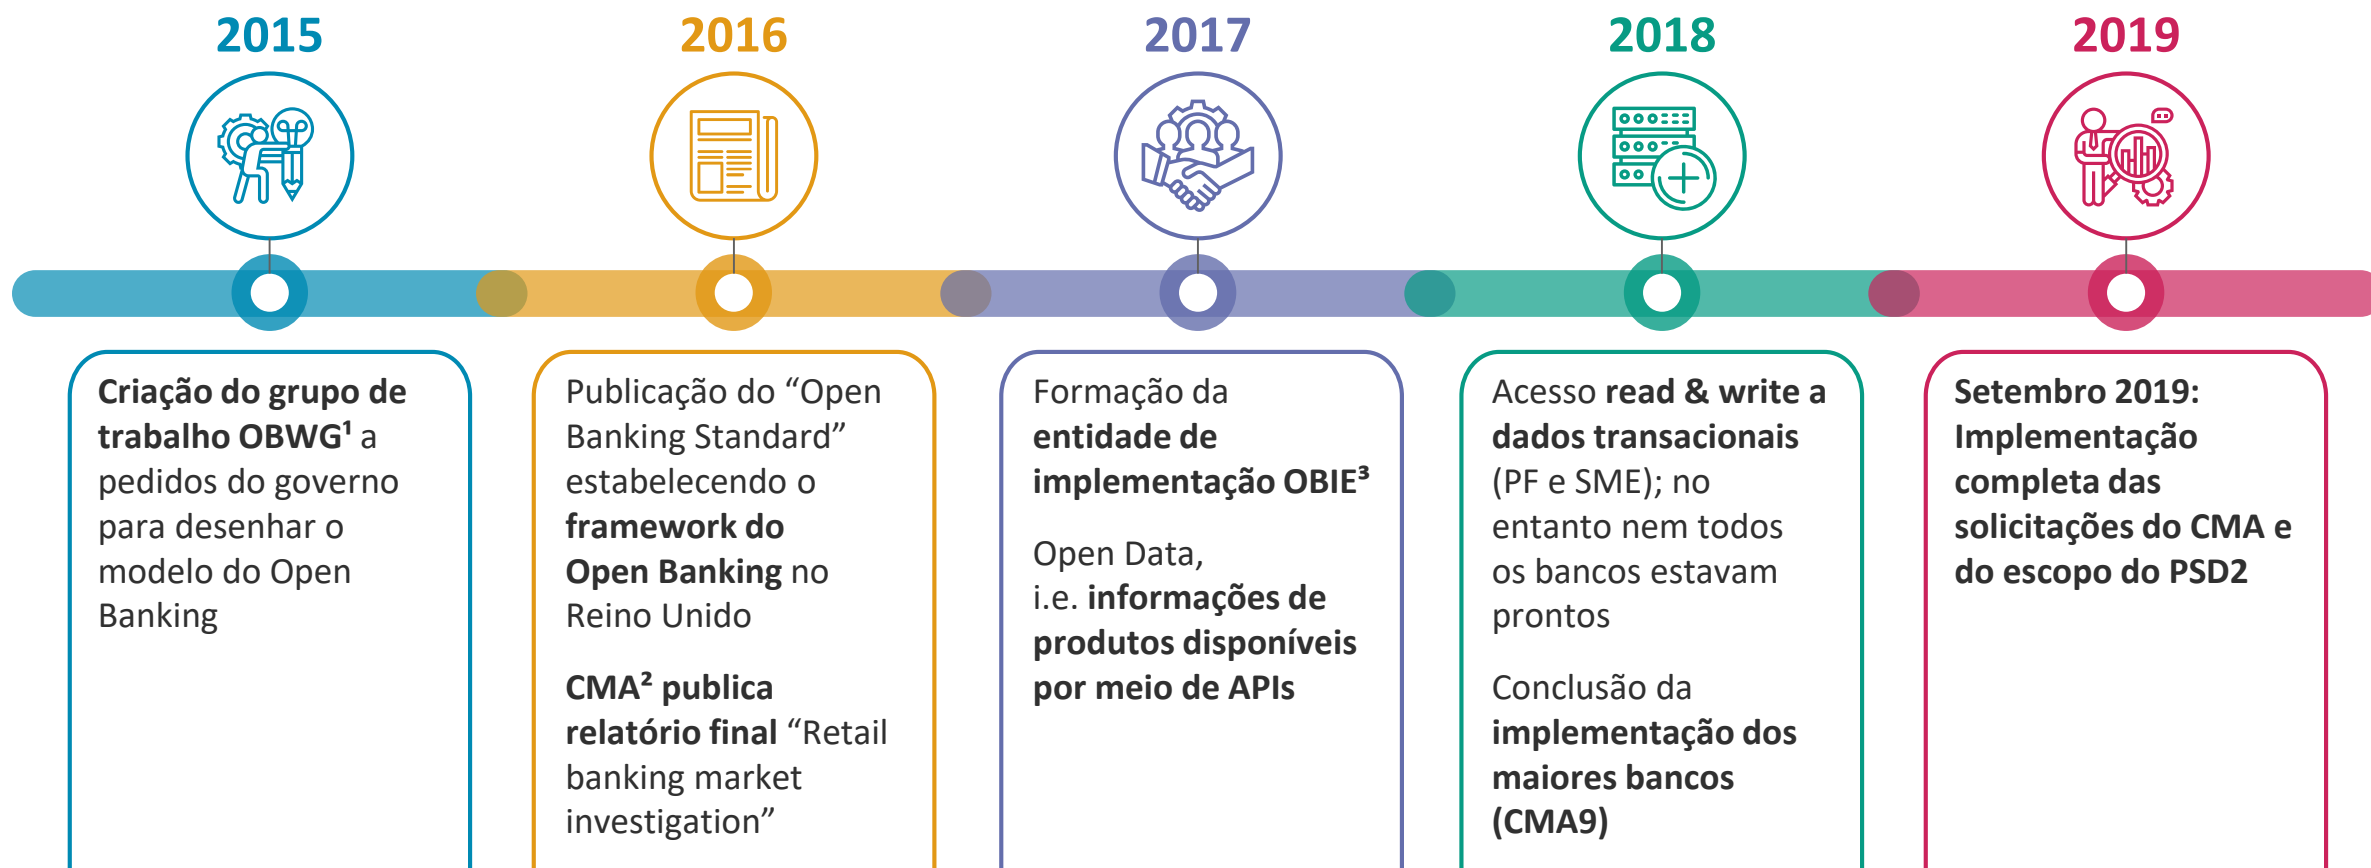 2015
2016
2017
2018
2019
Criação do grupo de
trabalho OBWG¹ a
pedidos do governo
para desenhar o
modelo do Open
Banking
Publicação do “Open
Banking Standard”
estabelecendo o
framework do
Open Banking no
Reino Unido
CMA² publica
relatório final “Retail
banking market
investigation”
Formação da
entidade de
implementação OBIE³
Open Data,
i.e. informações de
produtos disponíveis
por meio de APIs
Acesso read & write a
dados transacionais
(PF e SME); no
entanto nem todos
os bancos estavam
prontos
Conclusão da
implementação dos
maiores bancos
(CMA9)
Setembro 2019:
Implementação
completa das
solicitações do CMA e
do escopo do PSD2